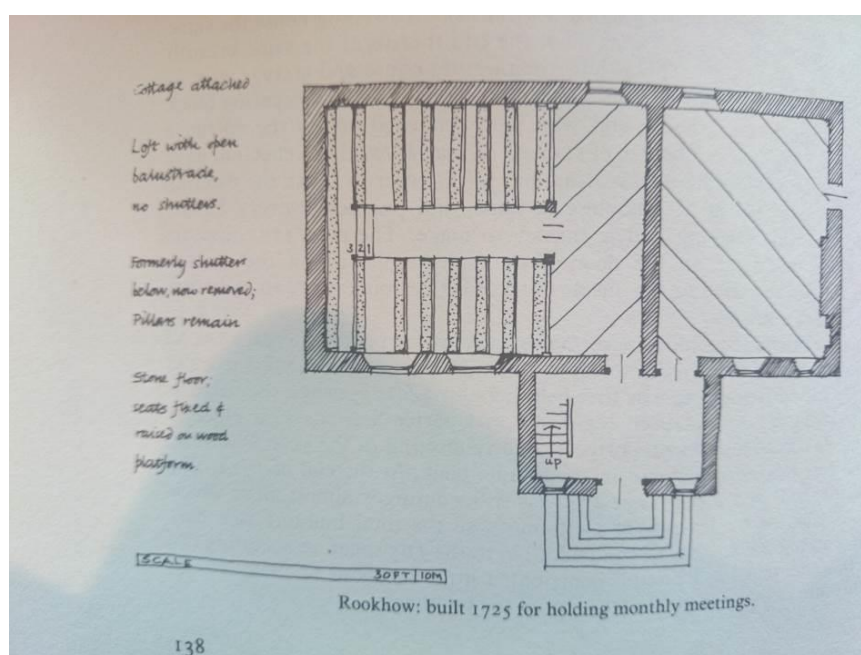 Cottage attached
Loft with open
balustrade,
no shutters.
Formerly shutters
below, now removed;
Pillars remain
Stone floor;
seats fixed &
raised on wood
platform.
3 2 1
up
SCALE
30FT 10M
Rookhow: built 1725 for holding monthly meetings.
138